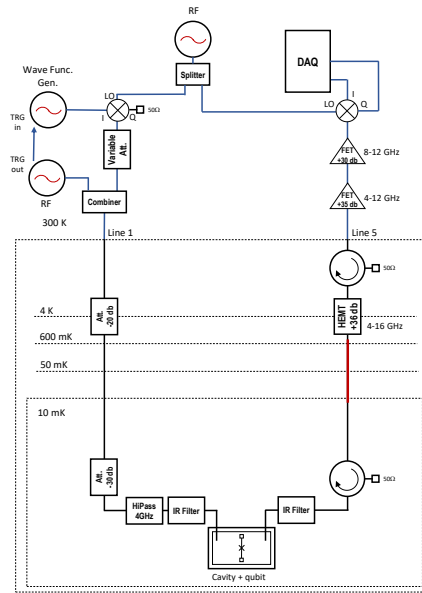 RF
Splitter
DAQ
Wave Func.
Gen.
LO
I
Q
50Ω
LO
I
Q
TRG
in
Variable
Att.
FET
+30 db
8-12 GHz
TRG
out
RF
Combiner
FET
+35 db
4-12 GHz
300 K
Line 1
Line 5
50Ω
4 K
Att.
-20 db
HEMT
+36 db
4-16 GHz
600 mK
50 mK
10 mK
Att.
-30 db
50Ω
HiPass
4GHz
IR Filter
IR Filter
Cavity + qubit